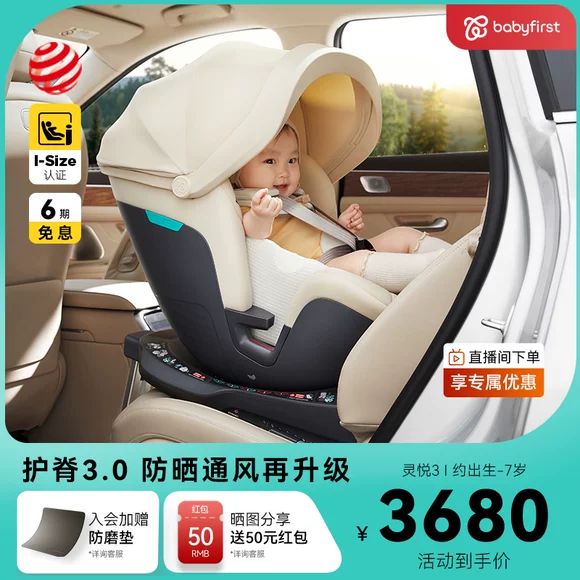 babyfirst
i-Size
认证
6期
免息
直播间下单
享专属优惠
护脊3.0 防晒通风再升级
灵悦3 | 约出生-7岁
入会加赠
防磨垫
*详询客服
红包
50
RMB
晒图分享
送50元红包
*详询客服
¥ 3680
活动到手价